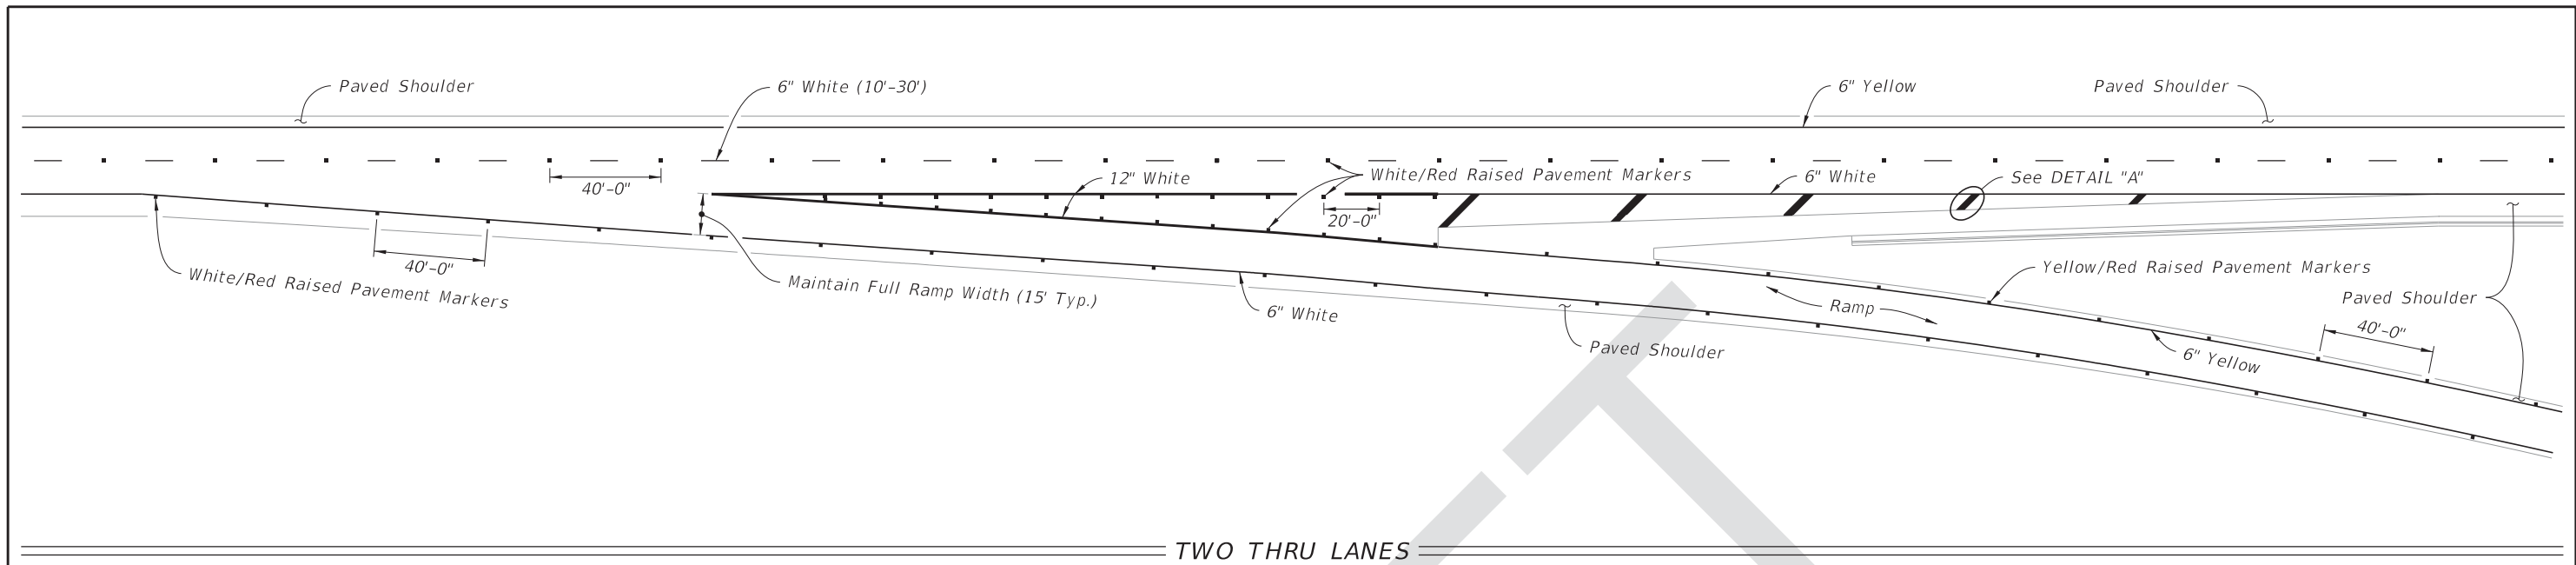 Paved Shoulder
6" White (10'-30')
6" Yellow
Paved Shoulder
40'-0"
12" White
White/Red Raised Pavement Markers
6" White
See DETAIL "A"
20'-0"
40'-0"
White/Red Raised Pavement Markers
Maintain Full Ramp Width (15' Typ.)
6" White
Paved Shoulder
Ramp
Yellow/Red Raised Pavement Markers
Paved Shoulder
40'-0"
6" Yellow
TWO THRU LANES